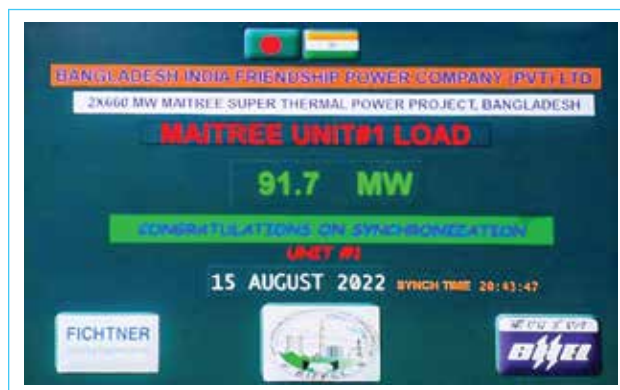 BANGLADESH INDIA FRIENDSHIP POWER COMPANY (PVT) LTD
2X660 MW MAITREE SUPER THERMAL POWER PROJECT, BANGLADESH
MAITREE UNIT#1 LOAD
91.7 MW
CONGRATULATIONS ON SYNCHRONIZATION
UNIT #1
15 AUGUST 2022 SYNCH TIME 20:43:47
FICHTNER